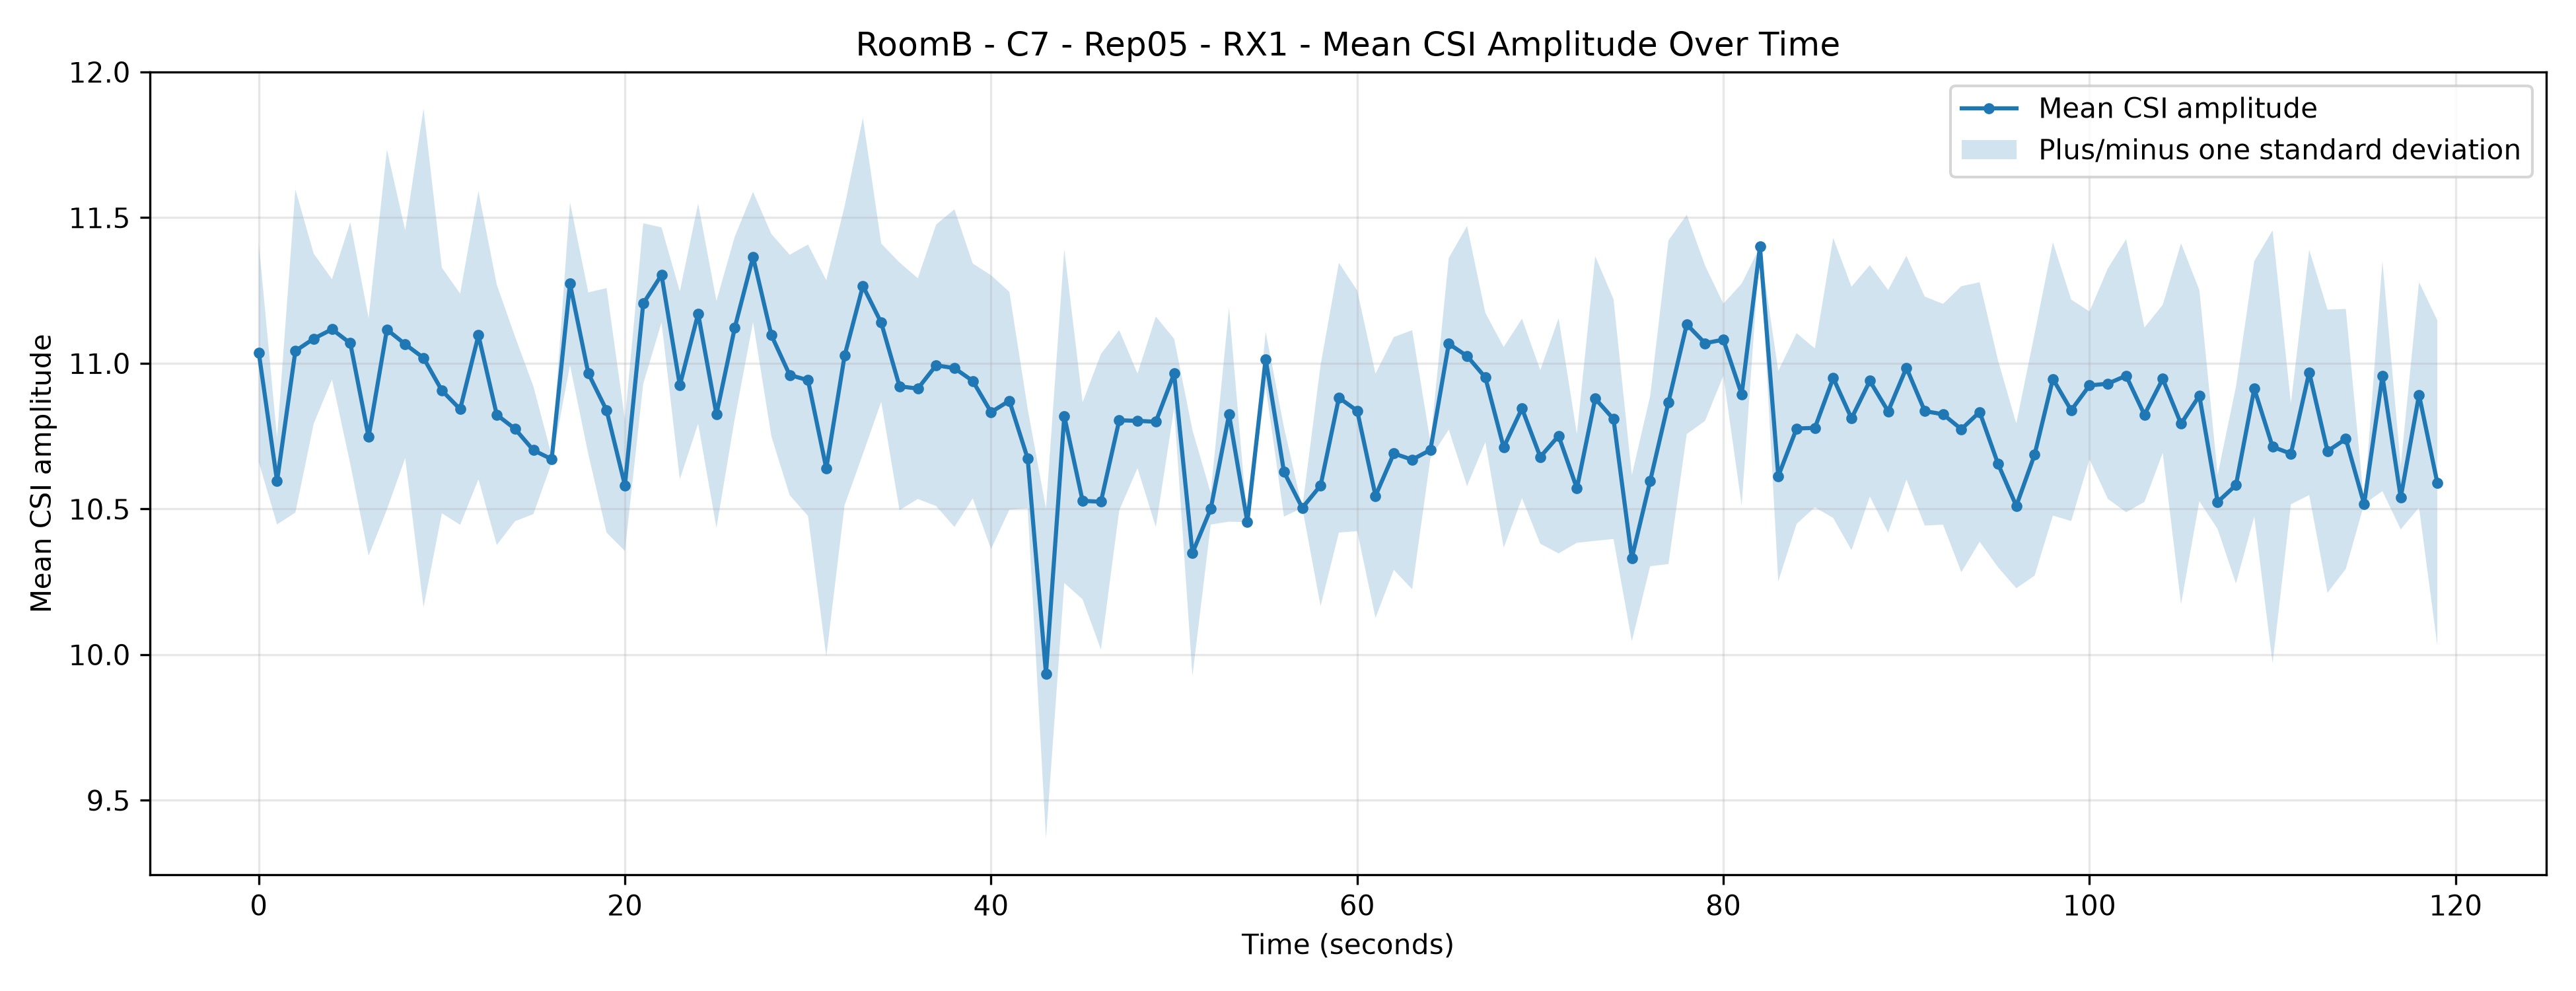 RoomB - C7 - Rep05 - RX1 - Mean CSI Amplitude Over Time
Mean CSI amplitude
Plus/minus one standard deviation
12.0
11.5
11.0
10.5
10.0
9.5
Mean CSI amplitude
0 20 40 60 80 100 120
Time (seconds)